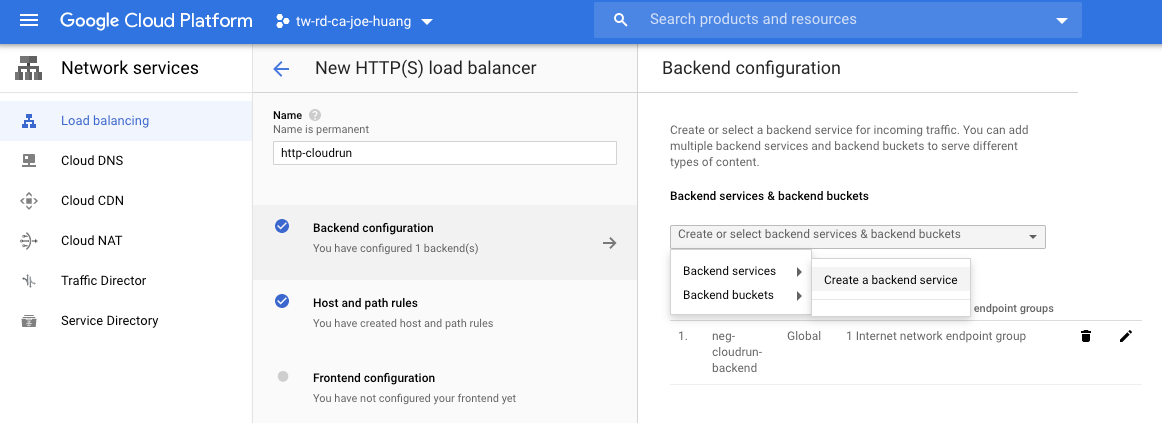 Google Cloud Platform
tw-rd-ca-joe-huang
Search products and resources
Network services
Load balancing
Cloud DNS
Cloud CDN
Cloud NAT
Traffic Director
Service Directory
New HTTP(S) load balancer
Name ?
Name is permanent
http-cloudrun
Backend configuration
You have configured 1 backend(s)
Host and path rules
You have created host and path rules
Frontend configuration
You have not configured your frontend yet
Backend configuration
Create or select a backend service for incoming traffic. You can add
multiple backend services and backend buckets to serve different
types of content.
Backend services & backend buckets
Create or select backend services & backend buckets
Backend services
Backend buckets
Create a backend service
endpoint groups
1. neg- Global 1 Internet network endpoint group
cloudrun-
backend